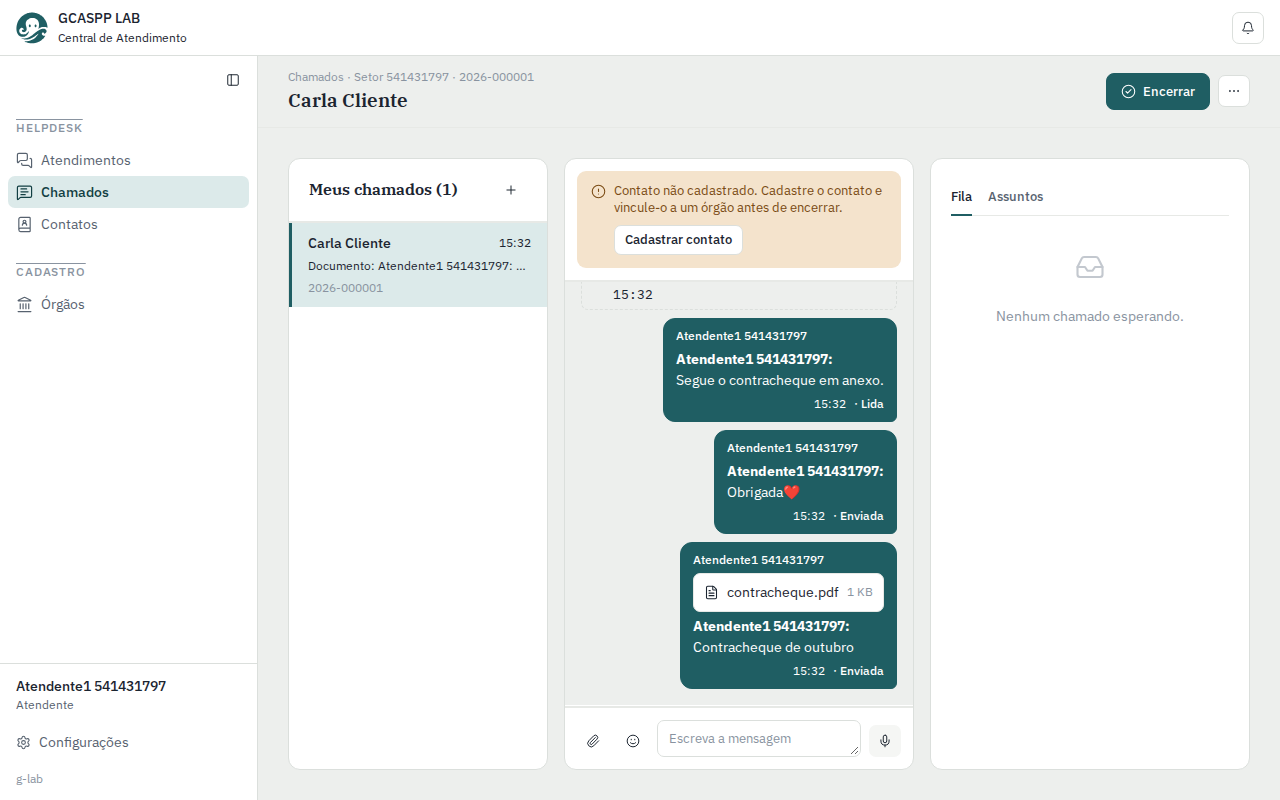 GCASPP LAB
Central de Atendimento
HELPDESK
Atendimentos
Chamados
Contatos
CADASTRO
Órgãos
Atendente1 541431797
Atendente
Configurações
g-lab
Chamados · Setor 541431797 · 2026-000001
Carla Cliente
Encerrar
Meus chamados (1)
Carla Cliente 15:32
Documento: Atendente1 541431797: ...
2026-000001
Contato não cadastrado. Cadastre o contato e
vincule-o a um órgão antes de encerrar.
Cadastrar contato
15:32
Atendente1 541431797
Atendente1 541431797:
Segue o contracheque em anexo.
15:32 · Lida
Atendente1 541431797
Atendente1 541431797:
Obrigada❤️
15:32 · Enviada
Atendente1 541431797
contracheque.pdf 1 KB
Atendente1 541431797:
Contracheque de outubro
15:32 · Enviada
Escreva a mensagem
Fila Assuntos
Nenhum chamado esperando.